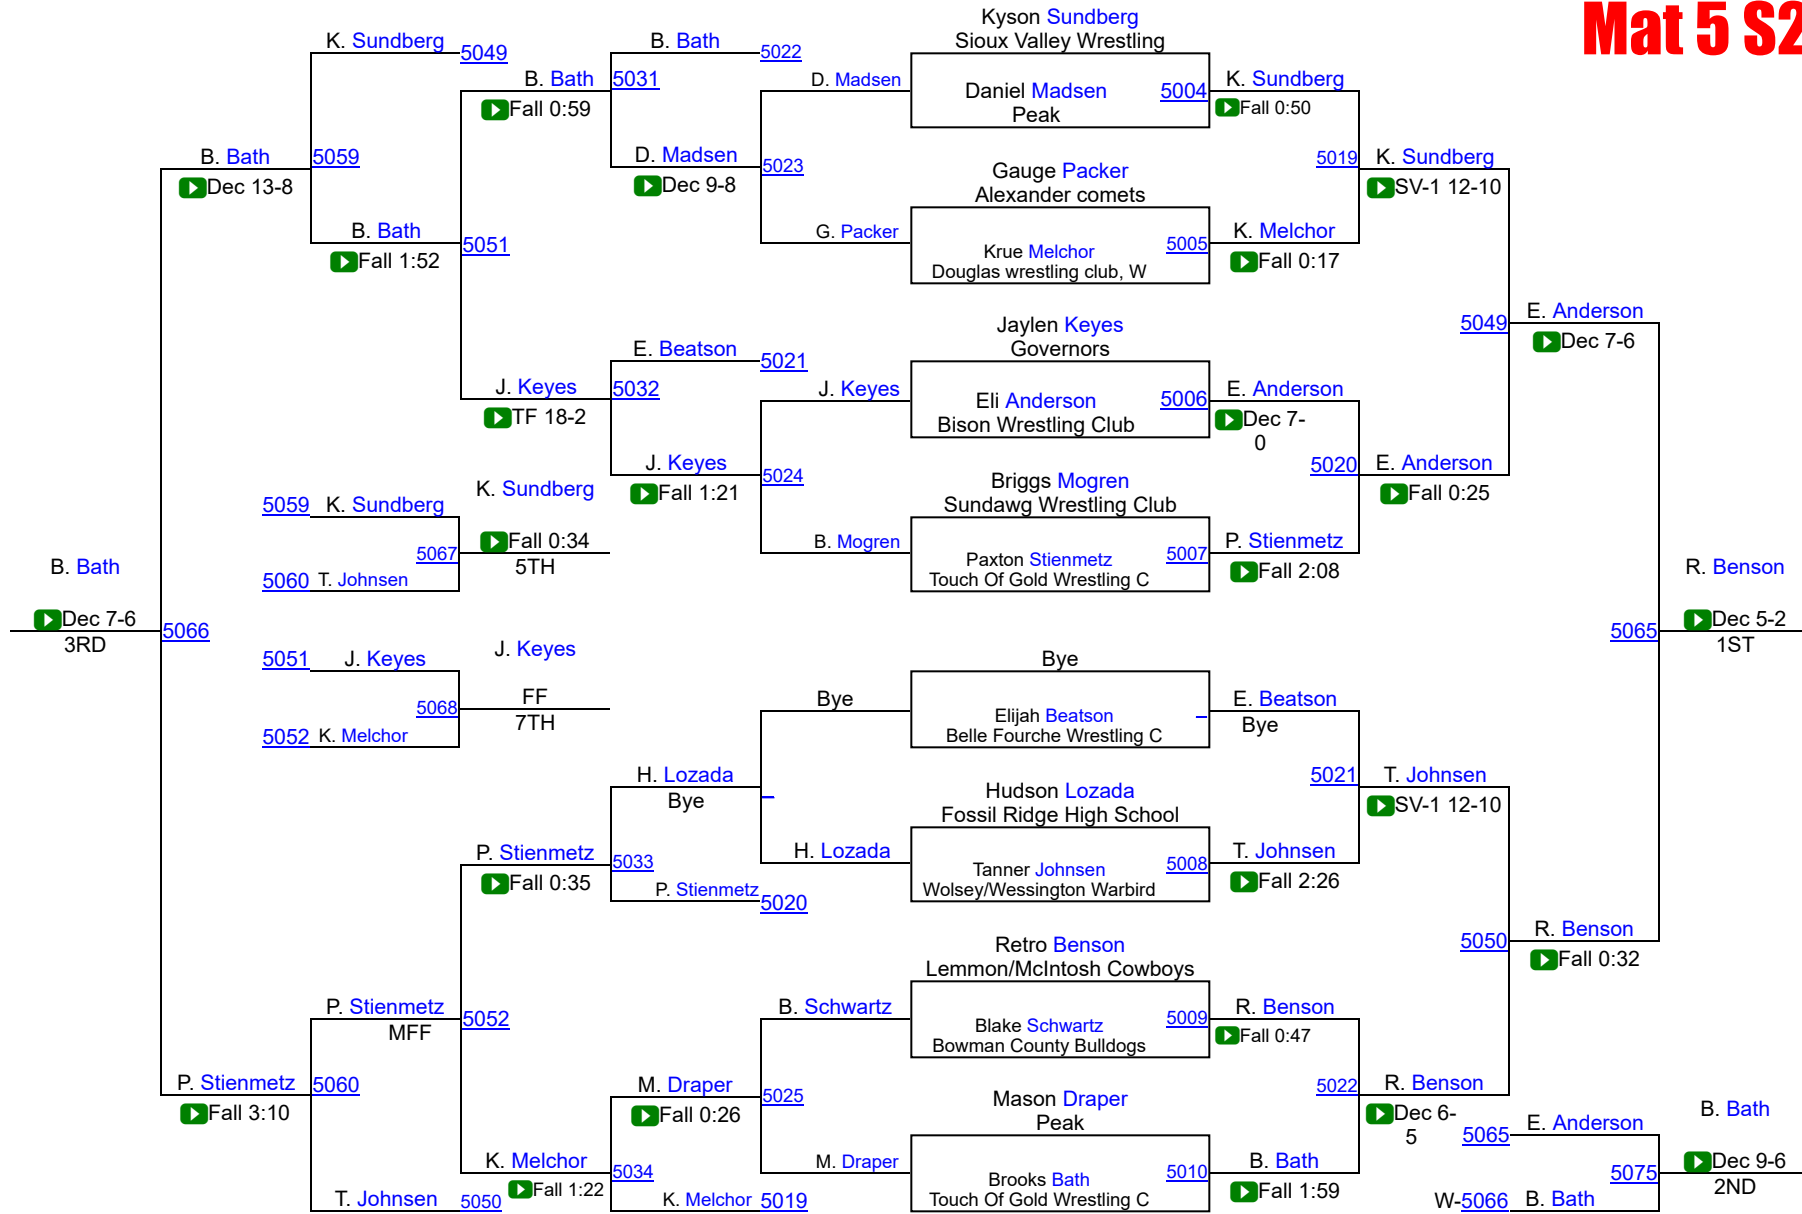 Mat 5 S2
Kyson Sundberg
Sioux Valley Wrestling
K. Sundberg
5049
B. Bath
5022
B. Bath
5031
Fall 0:59
D. Madsen
Daniel Madsen
Peak
5004
K. Sundberg
Fall 0:50
B. Bath
5059
Dec 13-8
D. Madsen
5023
Dec 9-8
Gauge Packer
Alexander comets
5019
K. Sundberg
SV-1 12-10
B. Bath
5051
Fall 1:52
G. Packer
Krue Melchor
Douglas wrestling club, W
5005
K. Melchor
Fall 0:17
Jaylen Keyes
Governors
5049
E. Anderson
Dec 7-6
E. Beatson
5021
J. Keyes
5032
TF 18-2
J. Keyes
Eli Anderson
Bison Wrestling Club
5006
E. Anderson
Dec 7-
0
J. Keyes
5024
Fall 1:21
Briggs Mogren
Sundawg Wrestling Club
5020
E. Anderson
Fall 0:25
K. Sundberg
5059
K. Sundberg
5067
Fall 0:34
5TH
5060
T. Johnsen
B. Mogren
Paxton Stienmetz
Touch Of Gold Wrestling C
5007
P. Stienmetz
Fall 2:08
B. Bath
Dec 7-6
3RD
5066
R. Benson
5065
Dec 5-2
1ST
5051
J. Keyes
J. Keyes
5068
FF
7TH
5052
K. Melchor
Bye
Bye
Elijah Beatson
Belle Fourche Wrestling C
E. Beatson
Bye
H. Lozada
Bye
Hudson Lozada
Fossil Ridge High School
5021
T. Johnsen
SV-1 12-10
P. Stienmetz
5033
Fall 0:35
P. Stienmetz
5020
H. Lozada
Tanner Johnsen
Wolsey/Wessington Warbird
5008
T. Johnsen
Fall 2:26
Retro Benson
Lemmon/McIntosh Cowboys
5050
R. Benson
Fall 0:32
P. Stienmetz
MFF
5052
B. Schwartz
Blake Schwartz
Bowman County Bulldogs
5009
R. Benson
Fall 0:47
P. Stienmetz
5060
Fall 3:10
M. Draper
5025
Fall 0:26
Mason Draper
Peak
5022
R. Benson
Dec 6-
5
5065
E. Anderson
B. Bath
K. Melchor
5034
Fall 1:22
M. Draper
Brooks Bath
Touch Of Gold Wrestling C
5010
B. Bath
Fall 1:59
5075
Dec 9-6
2ND
T. Johnsen
5050
K. Melchor
5019
W-5066
B. Bath